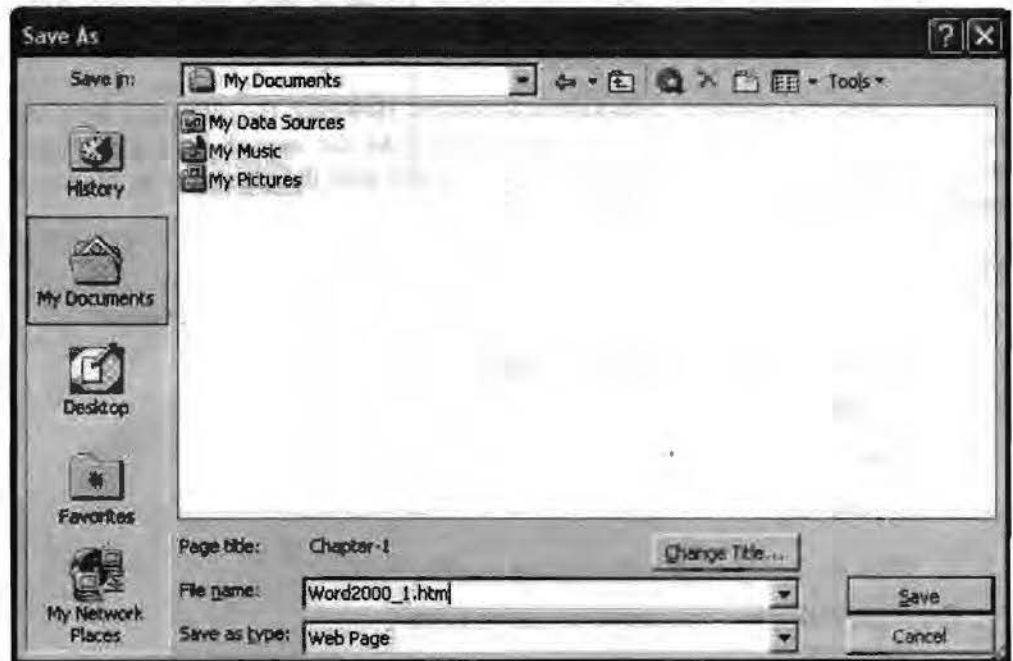 Save As
Save in:
My Documents
Tools
My Data Sources
My Music
My Pictures
History
My Documents
Desktop
Favorites
My Network
Places
Page title: Chapter-1
Change Title...
File name: Word2000_1.htm
Save
Save as type: Web Page
Cancel